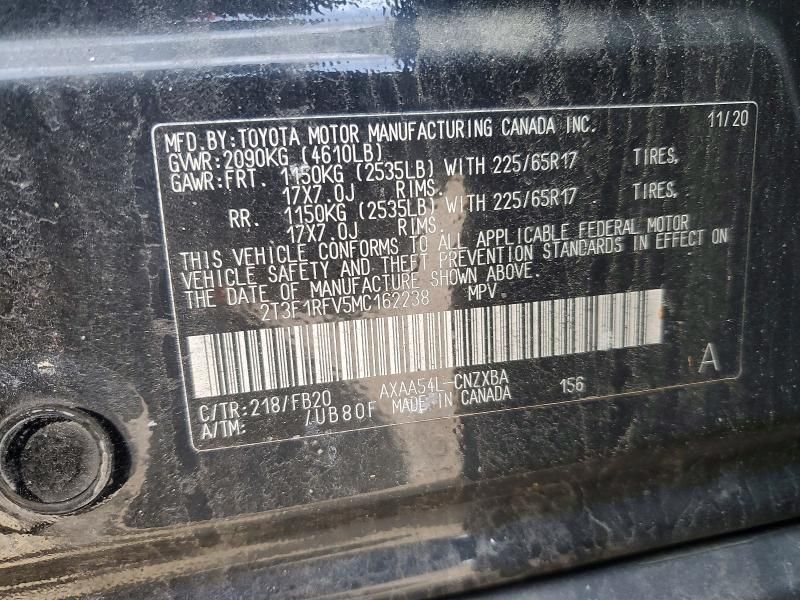 MFD.BY:TOYOTA MOTOR MANUFACTURING CANADA INC. 11/20
GVWR:2090KG (4610LB)
GAWR:FRT. 1150KG (2535LB) WITH 225/65R17 TIRES,
17X7.0J RIMS.
RR. 1150KG (2535LB) WITH 225/65R17 TIRES,
17X7.0J RIMS.
THIS VEHICLE CONFORMS TO ALL APPLICABLE FEDERAL MOTOR
VEHICLE SAFETY AND THEFT PREVENTION STANDARDS IN EFFECT ON
THE DATE OF MANUFACTURE SHOWN ABOVE.
2T3F1RFV5MC162238 MPV
A
C/TR:218/FB20 AXAA54L-CNZXBA 156
A/TM: /UB80F MADE IN CANADA